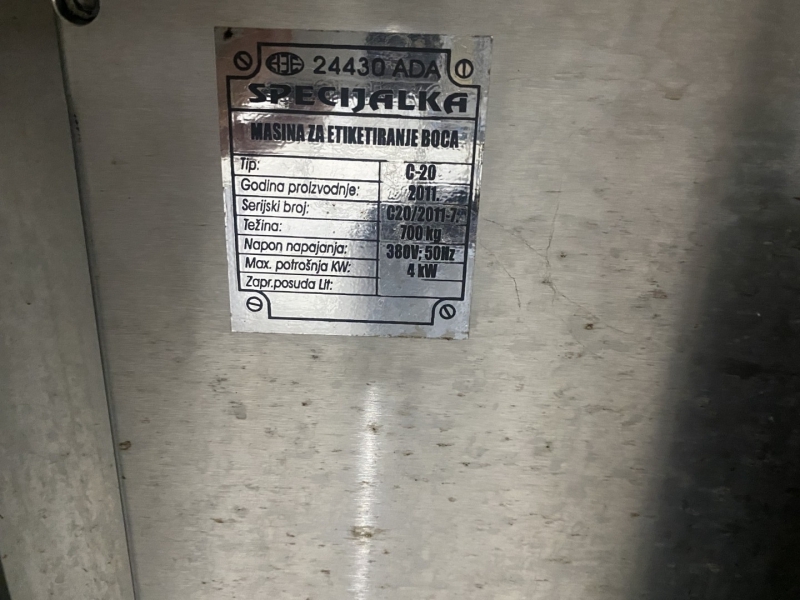 24430 ADA
SPECIJALKA
MASINA ZA ETIKETIRANJE BOCA
Tip: C-20
Godina proizvodnje: 2011.
Serijski broj: C20/2011-7.
Težina: 700 kg
Napon napajanja: 380V; 50Hz
Max. potrošnja KW: 4 kW
Zapr.posuda Lit: